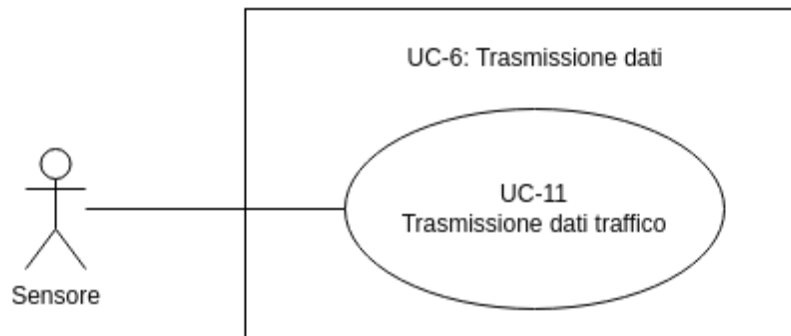 UC-6: Trasmissione dati
UC-11
Trasmissione dati traffico
Sensore